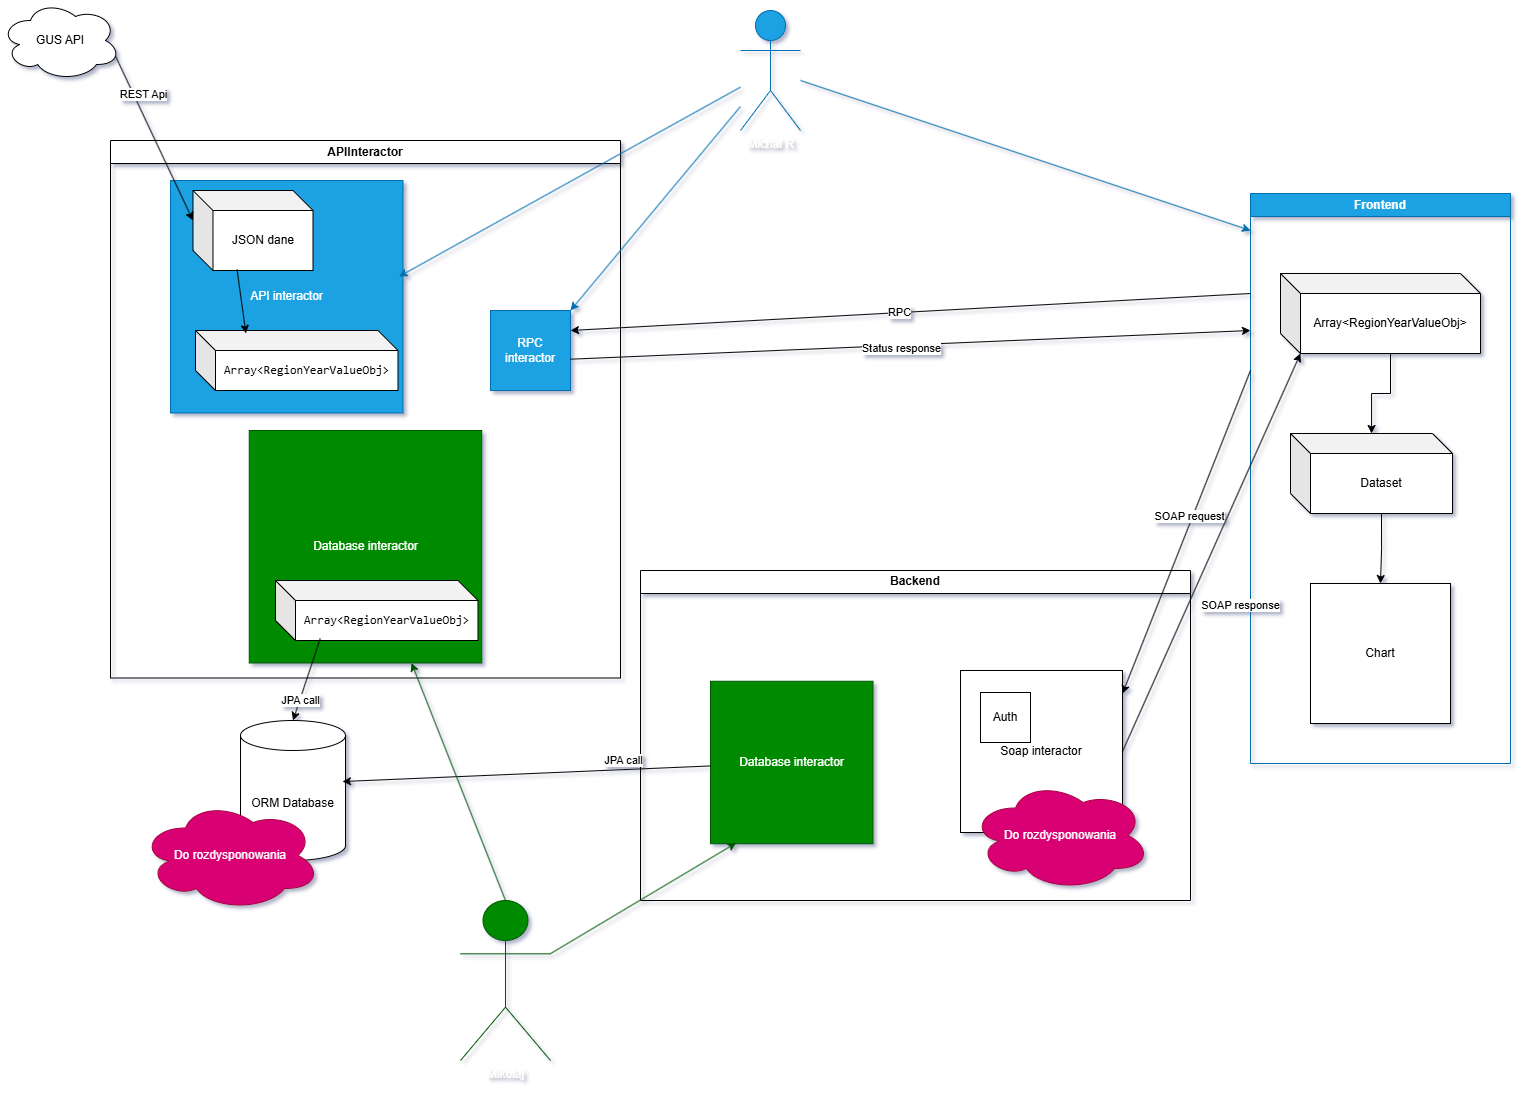 GUS API
REST Api
Michał R
APIInteractor
JSON dane
API interactor
Array<RegionYearValueObj>
RPC
interactor
RPC
Status response
Frontend
Array<RegionYearValueObj>
Dataset
Chart
SOAP request
SOAP response
Database interactor
Array<RegionYearValueObj>
JPA call
ORM Database
Do rozdysponowania
Backend
Database interactor
JPA call
Auth
Soap interactor
Do rozdysponowania
Mikołaj